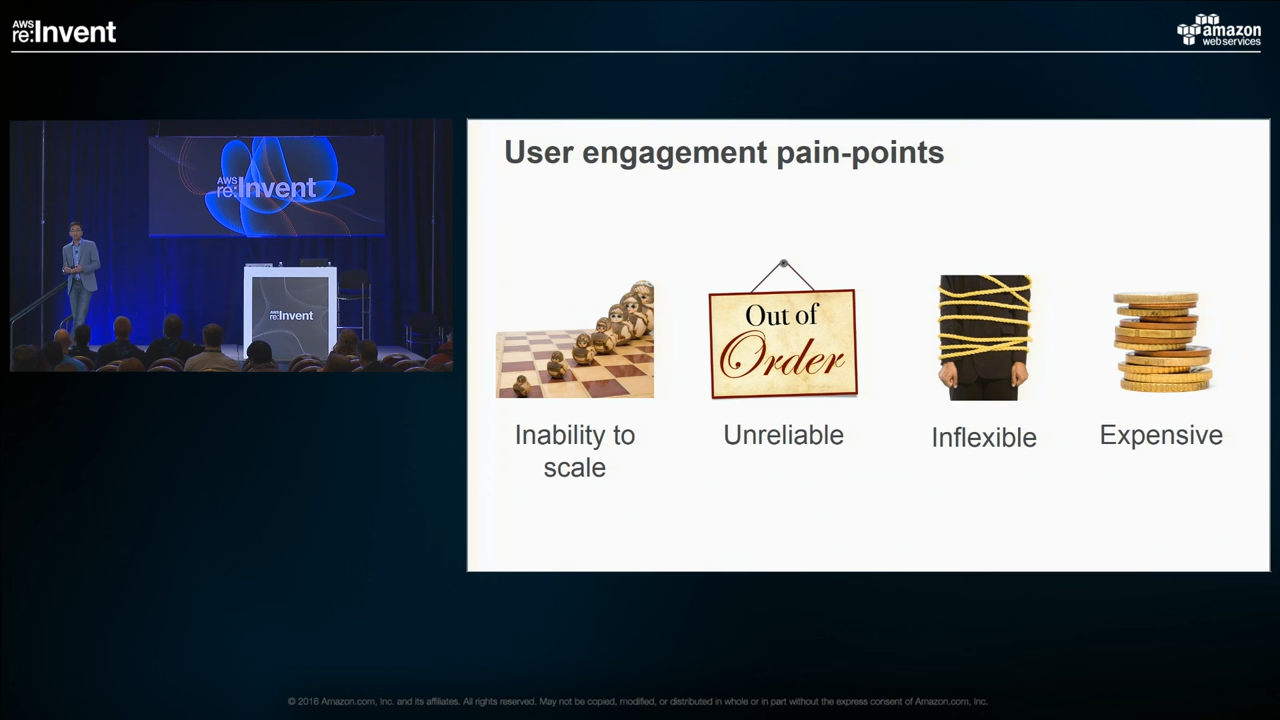 AWS
re:Invent
amazon
web services
AWS
re:Invent
AWS
re:Invent
User engagement pain-points
Out of
Order
Inability to
scale
Unreliable
Inflexible
Expensive
© 2016 Amazon.com, Inc. and its affiliates. All rights reserved. May not be copied, modified, or distributed in whole or in part without the express consent of Amazon.com, Inc.